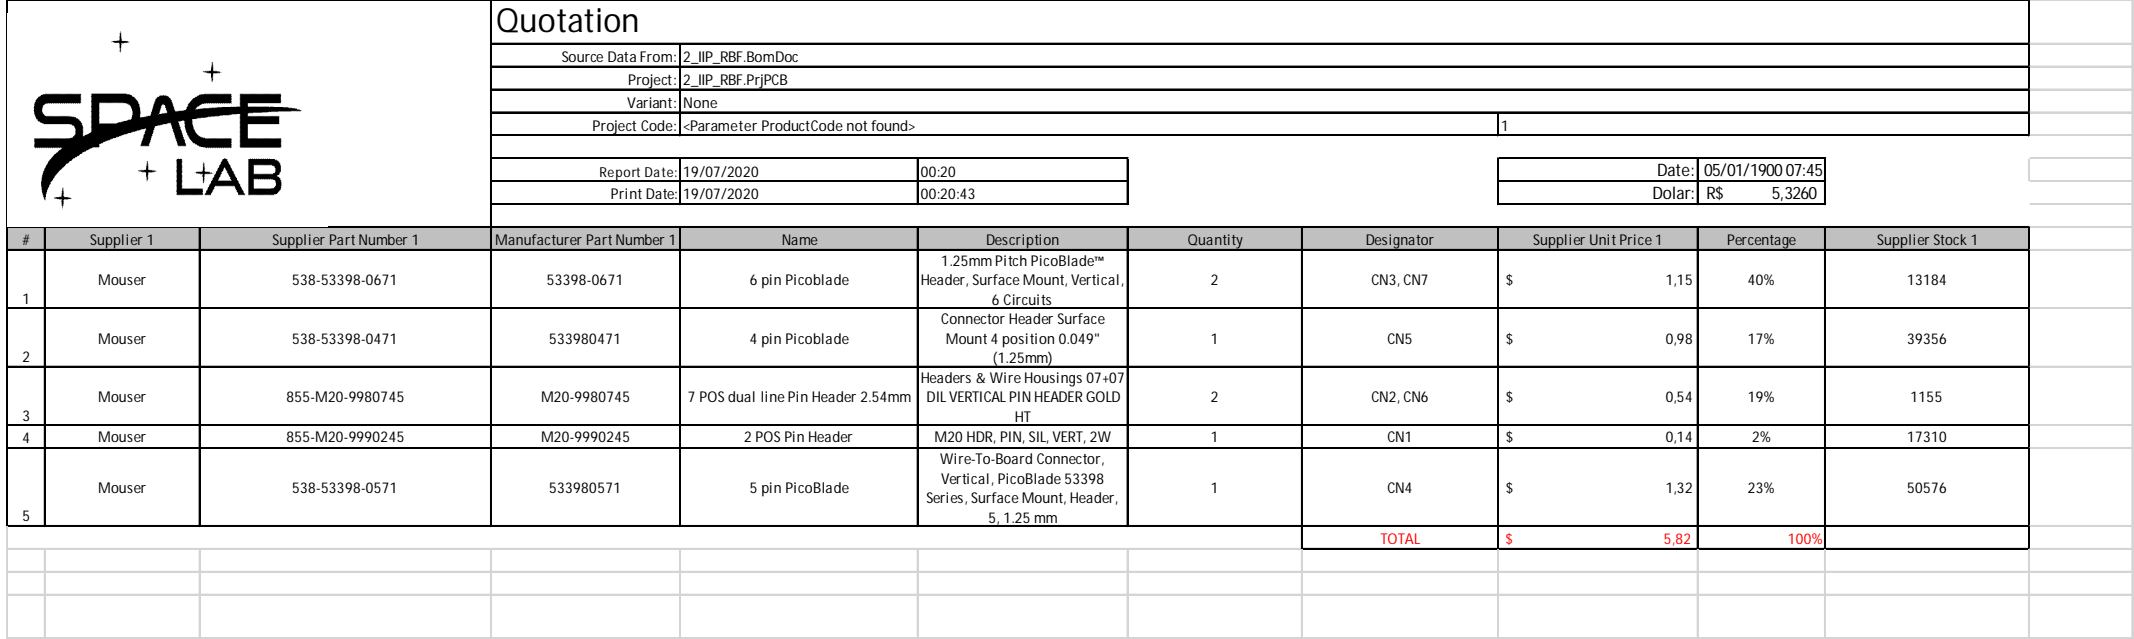 SPACE
LAB
Quotation
Source Data From: 2_IIP_RBF.BomDoc
Project: 2_IIP_RBF.PrjPCB
Variant: None
Project Code: <Parameter ProductCode not found> 1
Report Date: 19/07/2020 00:20 Date: 05/01/1900 07:45
Print Date: 19/07/2020 00:20:43 Dolar: R$ 5,3260
# Supplier 1 Supplier Part Number 1 Manufacturer Part Number 1 Name Description Quantity Designator Supplier Unit Price 1 Percentage Supplier Stock 1
1 Mouser 538-53398-0671 53398-0671 6 pin Picoblade 1.25mm Pitch PicoBlade™
Header, Surface Mount, Vertical,
6 Circuits 2 CN3, CN7 $ 1,15 40% 13184
2 Mouser 538-53398-0471 533980471 4 pin Picoblade Connector Header Surface
Mount 4 position 0.049"
(1.25mm) 1 CN5 $ 0,98 17% 39356
3 Mouser 855-M20-9980745 M20-9980745 7 POS dual line Pin Header 2.54mm Headers & Wire Housings 07+07
DIL VERTICAL PIN HEADER GOLD
HT 2 CN2, CN6 $ 0,54 19% 1155
4 Mouser 855-M20-9990245 M20-9990245 2 POS Pin Header M20 HDR, PIN, SIL, VERT, 2W 1 CN1 $ 0,14 2% 17310
5 Mouser 538-53398-0571 533980571 5 pin PicoBlade Wire-To-Board Connector,
Vertical, PicoBlade 53398
Series, Surface Mount, Header,
5, 1.25 mm 1 CN4 $ 1,32 23% 50576
TOTAL $ 5,82 100%